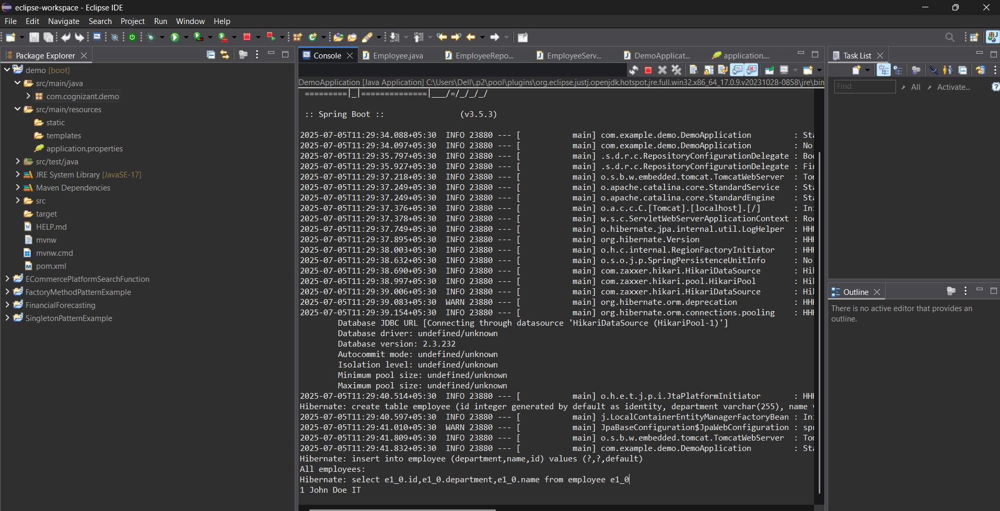 eclipse-workspace - Eclipse IDE
File Edit Navigate Search Project Run Window Help
Package Explorer
demo [boot]
src/main/java
com.cognizant.demo
src/main/resources
static
templates
application.properties
src/test/java
JRE System Library [JavaSE-17]
Maven Dependencies
src
target
HELP.md
mvnw
mvnw.cmd
pom.xml
ECommercePlatformSearchFunction
FactoryMethodPatternExample
FinancialForecasting
SingletonPatternExample
Console Employee.java EmployeeRepo... EmployeeServ... DemoApplicat... application....
DemoApplication [Java Application] C:\Users\Dell\.p2\pool\plugins\org.eclipse.justj.openjdk.hotspot.jre.full.win32.x86_64_17.0.9.v20231028-0858\jre\bin
=========|_|==============|___/=/_/_/_/
:: Spring Boot :: (v3.5.3)
2025-07-05T11:29:34.088+05:30 INFO 23880 --- [ main] com.example.demo.DemoApplication : Sta
2025-07-05T11:29:34.097+05:30 INFO 23880 --- [ main] com.example.demo.DemoApplication : No
2025-07-05T11:29:35.797+05:30 INFO 23880 --- [ main] .s.d.r.c.RepositoryConfigurationDelegate : Boo
2025-07-05T11:29:35.927+05:30 INFO 23880 --- [ main] .s.d.r.c.RepositoryConfigurationDelegate : Fin
2025-07-05T11:29:37.218+05:30 INFO 23880 --- [ main] o.s.b.w.embedded.tomcat.TomcatWebServer : Tom
2025-07-05T11:29:37.249+05:30 INFO 23880 --- [ main] o.apache.catalina.core.StandardService : Sta
2025-07-05T11:29:37.249+05:30 INFO 23880 --- [ main] o.apache.catalina.core.StandardEngine : Sta
2025-07-05T11:29:37.376+05:30 INFO 23880 --- [ main] o.a.c.c.C.[Tomcat].[localhost].[/] : Ini
2025-07-05T11:29:37.378+05:30 INFO 23880 --- [ main] w.s.c.ServletWebServerApplicationContext : Roo
2025-07-05T11:29:37.749+05:30 INFO 23880 --- [ main] o.hibernate.jpa.internal.util.LogHelper : HHH
2025-07-05T11:29:37.895+05:30 INFO 23880 --- [ main] org.hibernate.Version : HHH
2025-07-05T11:29:38.003+05:30 INFO 23880 --- [ main] o.h.c.internal.RegionFactoryInitiator : HHH
2025-07-05T11:29:38.632+05:30 INFO 23880 --- [ main] o.s.o.j.p.SpringPersistenceUnitInfo : No
2025-07-05T11:29:38.690+05:30 INFO 23880 --- [ main] com.zaxxer.hikari.HikariDataSource : Hik
2025-07-05T11:29:38.997+05:30 INFO 23880 --- [ main] com.zaxxer.hikari.pool.HikariPool : Hik
2025-07-05T11:29:39.006+05:30 INFO 23880 --- [ main] com.zaxxer.hikari.HikariDataSource : Hik
2025-07-05T11:29:39.083+05:30 WARN 23880 --- [ main] org.hibernate.orm.deprecation : HHH
2025-07-05T11:29:39.154+05:30 INFO 23880 --- [ main] org.hibernate.orm.connections.pooling : HHH
Database JDBC URL [Connecting through datasource 'HikariDataSource (HikariPool-1)']
Database driver: undefined/unknown
Database version: 2.3.232
Autocommit mode: undefined/unknown
Isolation level: undefined/unknown
Minimum pool size: undefined/unknown
Maximum pool size: undefined/unknown
2025-07-05T11:29:40.514+05:30 INFO 23880 --- [ main] o.h.e.t.j.p.i.JtaPlatformInitiator : HHH
Hibernate: create table employee (id integer generated by default as identity, department varchar(255), name v
2025-07-05T11:29:40.597+05:30 INFO 23880 --- [ main] j.LocalContainerEntityManagerFactoryBean : Ini
2025-07-05T11:29:41.010+05:30 WARN 23880 --- [ main] JpaBaseConfiguration$JpaWebConfiguration : spr
2025-07-05T11:29:41.809+05:30 INFO 23880 --- [ main] o.s.b.w.embedded.tomcat.TomcatWebServer : Tom
2025-07-05T11:29:41.832+05:30 INFO 23880 --- [ main] com.example.demo.DemoApplication : Sta
Hibernate: insert into employee (department,name,id) values (?,?,default)
All employees:
Hibernate: select e1_0.id,e1_0.department,e1_0.name from employee e1_0
1 John Doe IT
Task List
Find All Activate...
Outline
There is no active editor that provides an
outline.